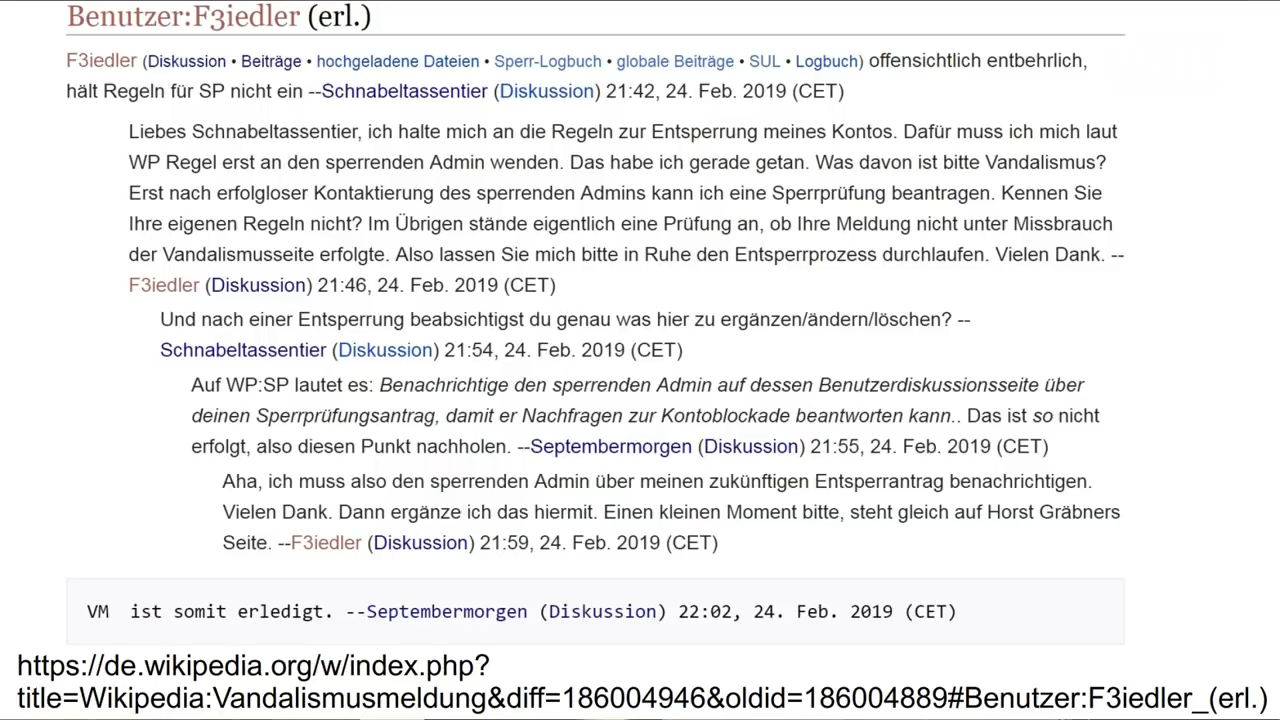 Benutzer:F3iedler (erl.)
F3iedler (Diskussion • Beiträge • hochgeladene Dateien • Sperr-Logbuch • globale Beiträge • SUL • Logbuch) offensichtlich entbehrlich,
hält Regeln für SP nicht ein --Schnabeltassentier (Diskussion) 21:42, 24. Feb. 2019 (CET)
Liebes Schnabeltassentier, ich halte mich an die Regeln zur Entsperrung meines Kontos. Dafür muss ich mich laut
WP Regel erst an den sperrenden Admin wenden. Das habe ich gerade getan. Was davon ist bitte Vandalismus?
Erst nach erfolgloser Kontaktierung des sperrenden Admins kann ich eine Sperrprüfung beantragen. Kennen Sie
Ihre eigenen Regeln nicht? Im Übrigen stände eigentlich eine Prüfung an, ob Ihre Meldung nicht unter Missbrauch
der Vandalismusseite erfolgte. Also lassen Sie mich bitte in Ruhe den Entsperrprozess durchlaufen. Vielen Dank. --
F3iedler (Diskussion) 21:46, 24. Feb. 2019 (CET)
Und nach einer Entsperrung beabsichtigst du genau was hier zu ergänzen/ändern/löschen? --
Schnabeltassentier (Diskussion) 21:54, 24. Feb. 2019 (CET)
Auf WP:SP lautet es: Benachrichtige den sperrenden Admin auf dessen Benutzerdiskussionsseite über
deinen Sperrprüfungsantrag, damit er Nachfragen zur Kontoblockade beantworten kann.. Das ist so nicht
erfolgt, also diesen Punkt nachholen. --Septembermorgen (Diskussion) 21:55, 24. Feb. 2019 (CET)
Aha, ich muss also den sperrenden Admin über meinen zukünftigen Entsperrantrag benachrichtigen.
Vielen Dank. Dann ergänze ich das hiermit. Einen kleinen Moment bitte, steht gleich auf Horst Gräbners
Seite. --F3iedler (Diskussion) 21:59, 24. Feb. 2019 (CET)
VM  ist somit erledigt. --Septembermorgen (Diskussion) 22:02, 24. Feb. 2019 (CET)
https://de.wikipedia.org/w/index.php?
title=Wikipedia:Vandalismusmeldung&diff=186004946&oldid=186004889#Benutzer:F3iedler_(erl.)